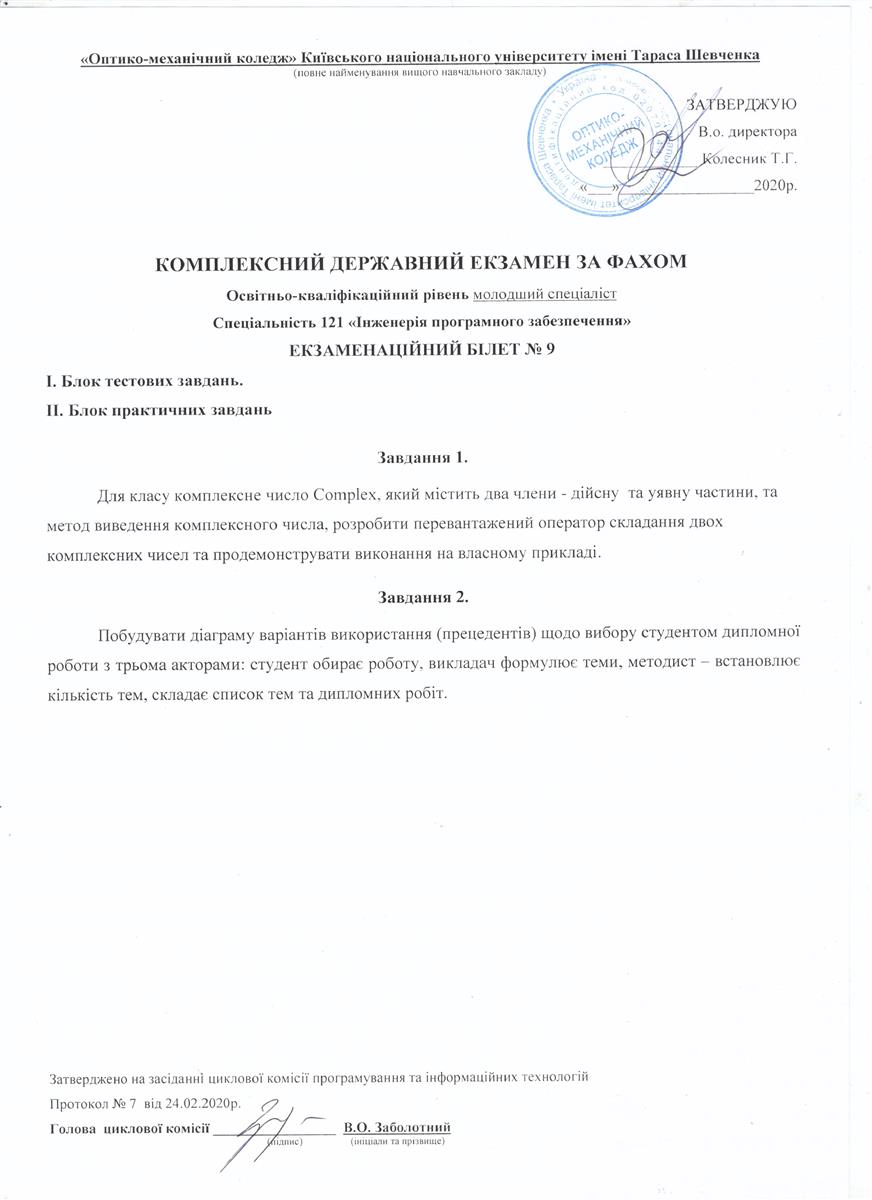 «Оптико-механічний коледж» Київського національного університету імені Тараса Шевченка
(повне найменування вищого навчального закладу)
ЗАТВЕРДЖУЮ
В.о. директора
Колесник Т.Г.
«___»_________________2020р.
ОПТИКО-
МЕХАНІЧНИЙ
КОЛЕДЖ
КОМПЛЕКСНИЙ ДЕРЖАВНИЙ ЕКЗАМЕН ЗА ФАХОМ
Освітньо-кваліфікаційний рівень молодший спеціаліст
Спеціальність 121 «Інженерія програмного забезпечення»
ЕКЗАМЕНАЦІЙНИЙ БІЛЕТ № 9
І. Блок тестових завдань.
ІІ. Блок практичних завдань
Завдання 1.
Для класу комплексне число Complex, який містить два члени - дійсну та уявну частини, та
метод виведення комплексного числа, розробити перевантажений оператор складання двох
комплексних чисел та продемонструвати виконання на власному прикладі.
Завдання 2.
Побудувати діаграму варіантів використання (прецедентів) щодо вибору студентом дипломної
роботи з трьома акторами: студент обирає роботу, викладач формулює теми, методист – встановлює
кількість тем, складає список тем та дипломних робіт.
Затверджено на засіданні циклової комісії програмування та інформаційних технологій
Протокол № 7 від 24.02.2020р.
Голова циклової комісії __________________ В.О. Заболотний
(підпис) (ініціали та прізвище)